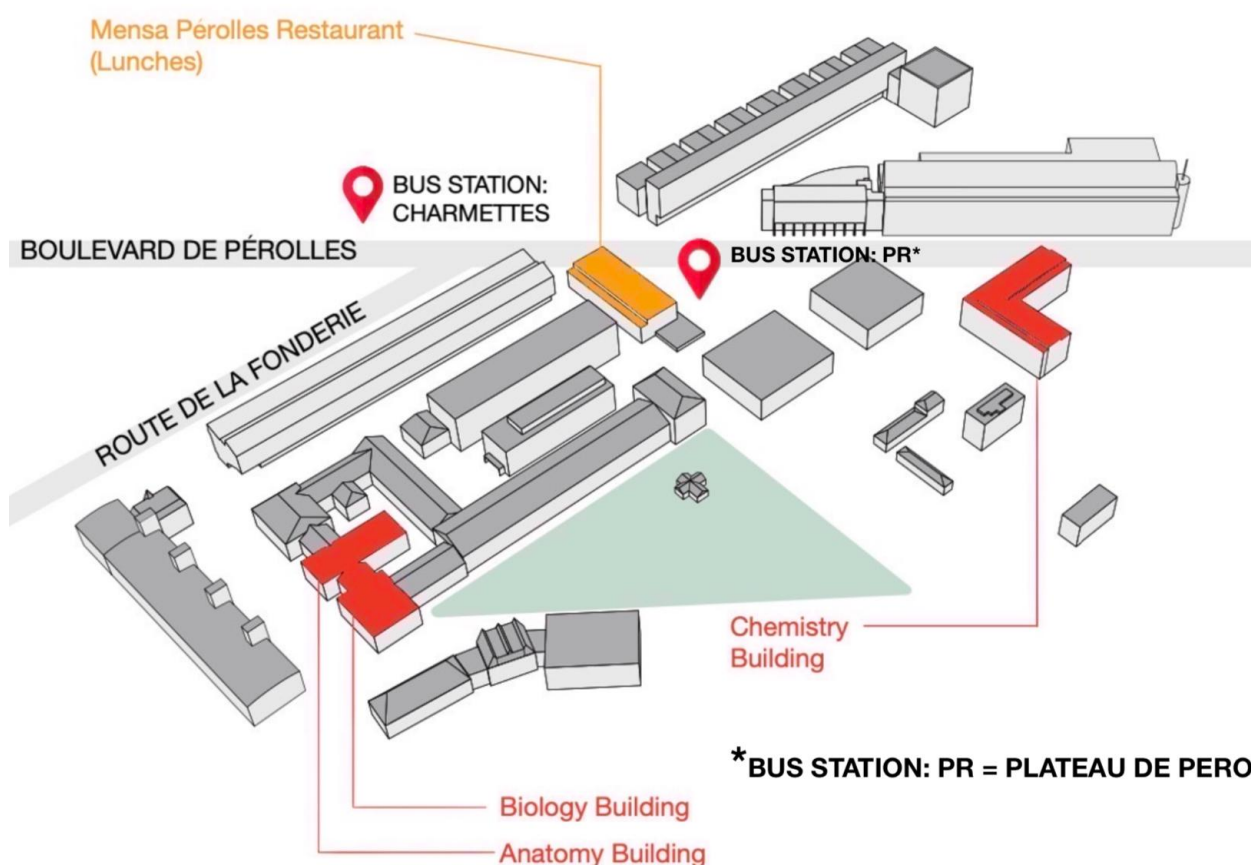 Mensa Pérolles Restaurant
(Lunches)
BUS STATION:
CHARMETTES
BOULEVARD DE PÉROLLES
BUS STATION: PR*
ROUTE DE LA FONDERIE
Chemistry
Building
*BUS STATION: PR = PLATEAU DE PERO
Biology Building
Anatomy Building